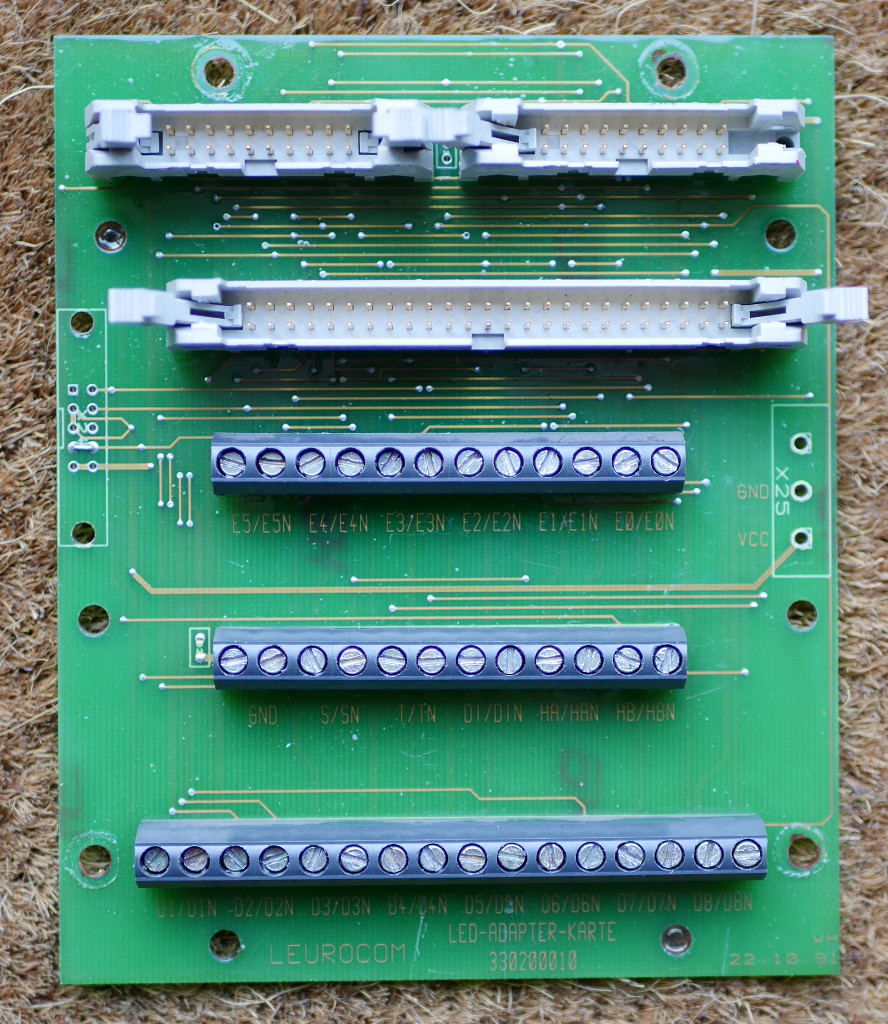 E5/E5N E4/E4N E3/E3N E2/E2N E1/E1N E0/E0N
X25
GND
VCC
GND S/SN T/TN D1/D1N HA/HAN HB/HBN
D1/D1N D2/D2N D3/D3N D4/D4N D5/D5N D6/D6N D7/D7N D8/D8N
LEUROCOM
LED-ADAPTER-KARTE
330200010
WH
22.10.91